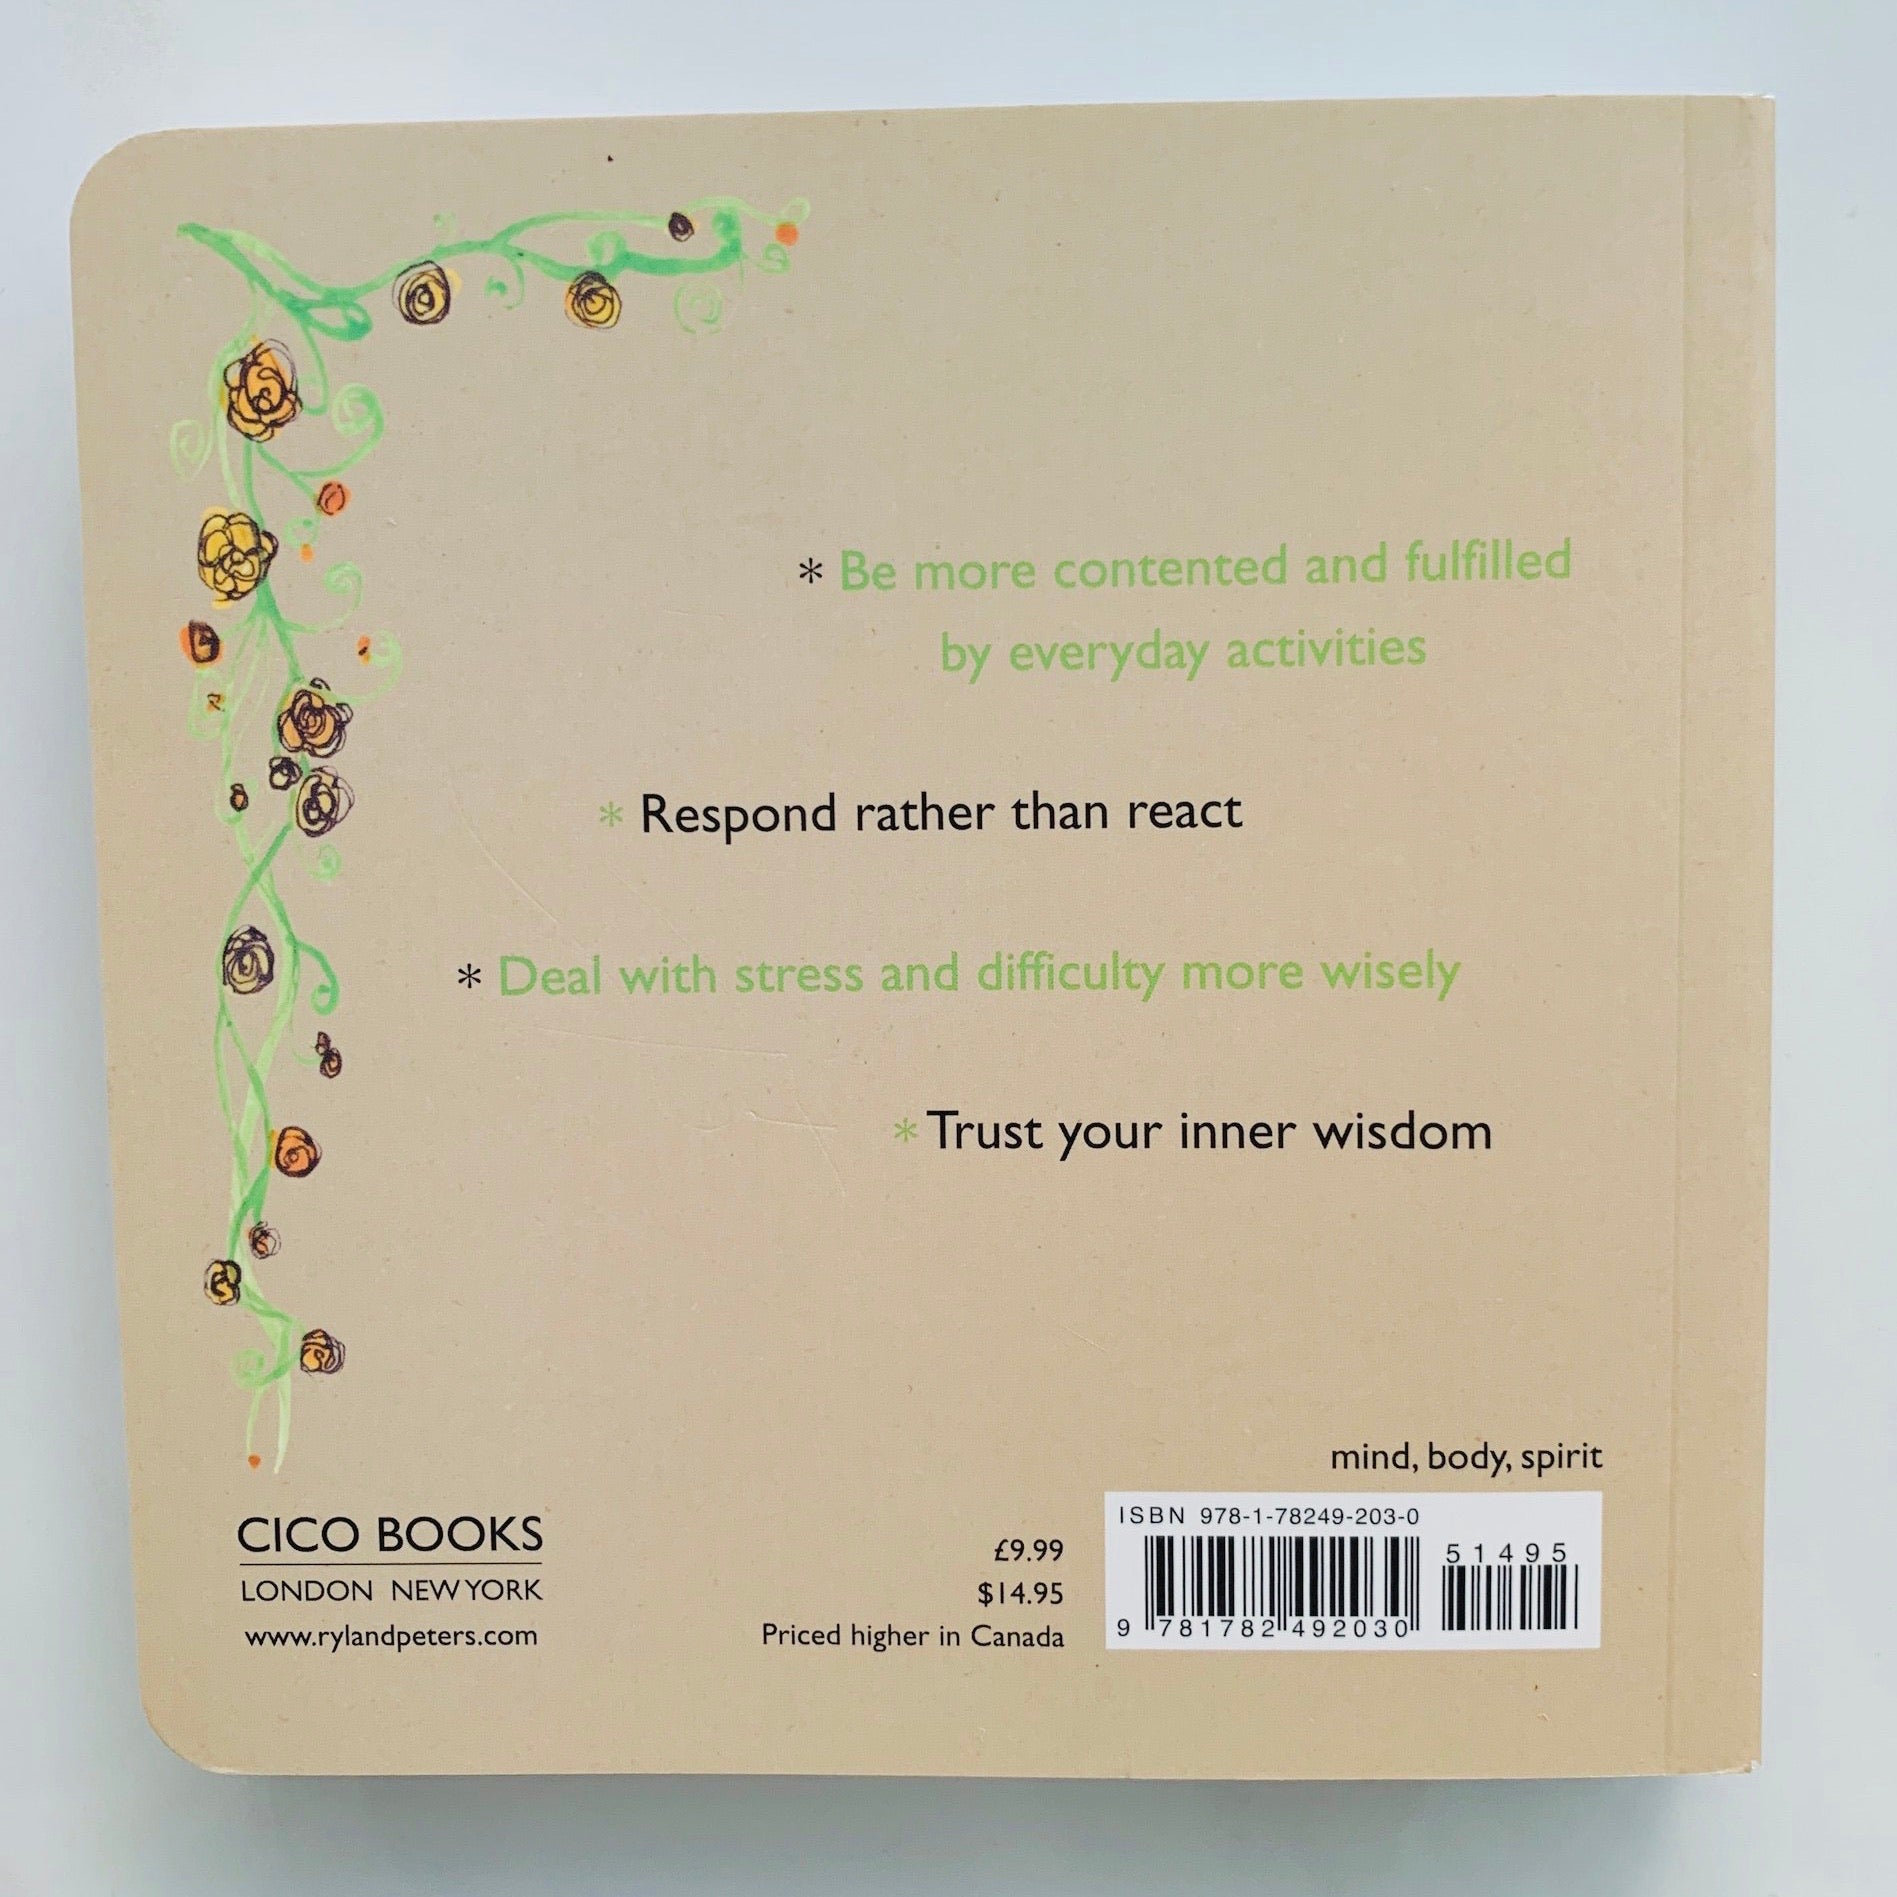 * Be more contented and fulfilled
by everyday activities
* Respond rather than react
* Deal with stress and difficulty more wisely
* Trust your inner wisdom
mind, body, spirit
CICO BOOKS
LONDON NEW YORK
www.rylandpeters.com
£9.99
$14.95
Priced higher in Canada
ISBN 978-1-78249-203-0
51495
9 781782 492030